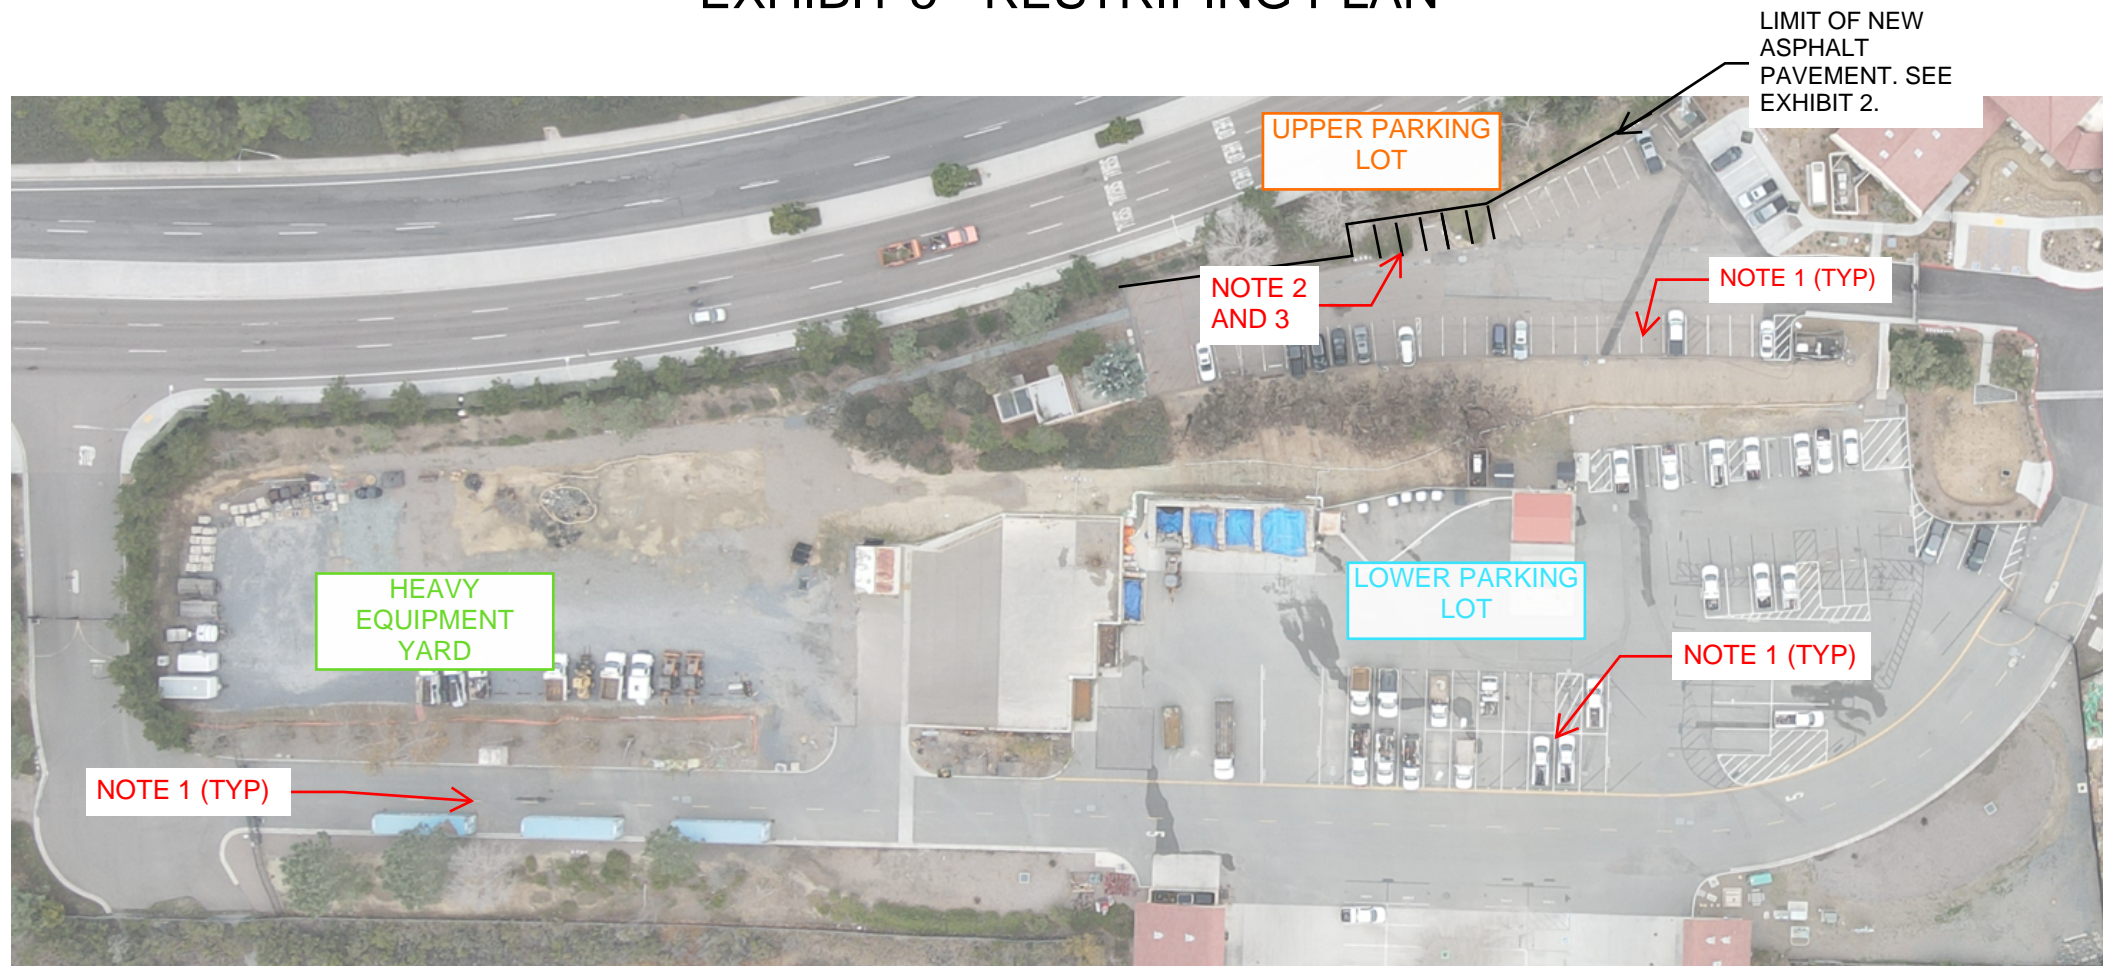 LIMIT OF NEW
ASPHALT
PAVEMENT. SEE
EXHIBIT 2.
UPPER PARKING
LOT
NOTE 2
AND 3
NOTE 1 (TYP)
HEAVY
EQUIPMENT
YARD
LOWER PARKING
LOT
NOTE 1 (TYP)
NOTE 1 (TYP)